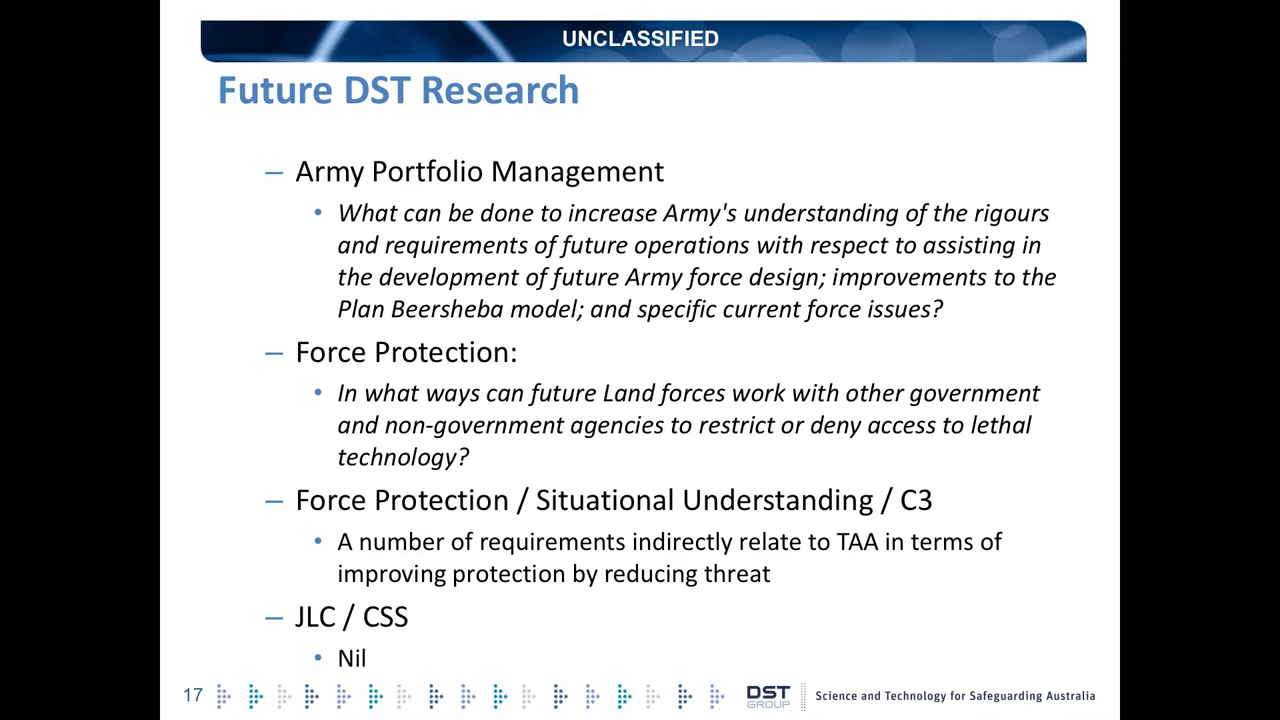 UNCLASSIFIED
Future DST Research
– Army Portfolio Management
• What can be done to increase Army's understanding of the rigours
and requirements of future operations with respect to assisting in
the development of future Army force design; improvements to the
Plan Beersheba model; and specific current force issues?
– Force Protection:
• In what ways can future Land forces work with other government
and non-government agencies to restrict or deny access to lethal
technology?
– Force Protection / Situational Understanding / C3
• A number of requirements indirectly relate to TAA in terms of
improving protection by reducing threat
– JLC / CSS
• Nil
17
DST
GROUP
Science and Technology for Safeguarding Australia